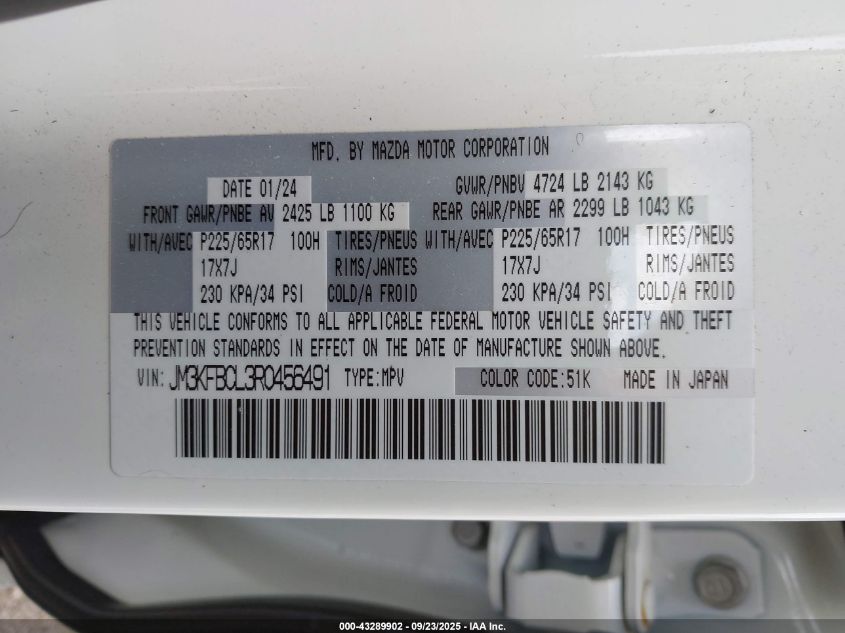 MFD. BY MAZDA MOTOR CORPORATION
DATE 01/24 GVWR/PNBV 4724 LB 2143 KG
FRONT GAWR/PNBE AV 2425 LB 1100 KG REAR GAWR/PNBE AR 2299 LB 1043 KG
WITH/AVEC P225/65R17 100H TIRES/PNEUS WITH/AVEC P225/65R17 100H TIRES/PNEUS
17X7J RIMS/JANTES 17X7J RIMS/JANTES
230 KPA/34 PSI COLD/A FROID 230 KPA/34 PSI COLD/A FROID
THIS VEHICLE CONFORMS TO ALL APPLICABLE FEDERAL MOTOR VEHICLE SAFETY AND THEFT
PREVENTION STANDARDS IN EFFECT ON THE DATE OF MANUFACTURE SHOWN ABOVE.
VIN: JM3KFBCL3R0456491 TYPE:MPV COLOR CODE:51K MADE IN JAPAN
000-43289902 - 09/23/2025 - IAA Inc.